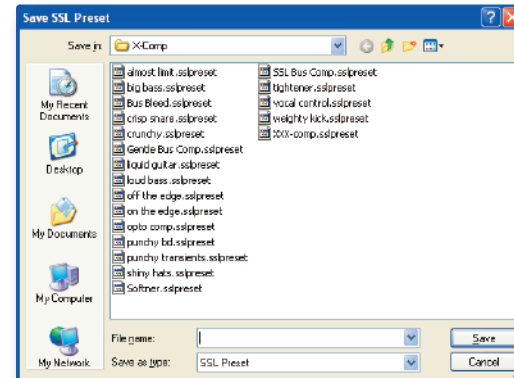 Save SSL Preset
Save in:
X-Comp
My Recent
Documents
Desktop
My Documents
My Computer
My Network
almost limit.sslpreset
big bass.sslpreset
Bus Bleed.sslpreset
crisp snare.sslpreset
crunchy.sslpreset
Gentle Bus Comp.sslpreset
liquid guitar.sslpreset
loud bass.sslpreset
off the edge.sslpreset
on the edge.sslpreset
opto comp.sslpreset
punchy bd.sslpreset
punchy transients.sslpreset
shiny hats.sslpreset
Softner.sslpreset
SSL Bus Comp.sslpreset
tightener.sslpreset
vocal control.sslpreset
weighty kick.sslpreset
XXX-comp.sslpreset
File name:
Save
Save as type:
SSL Preset
Cancel